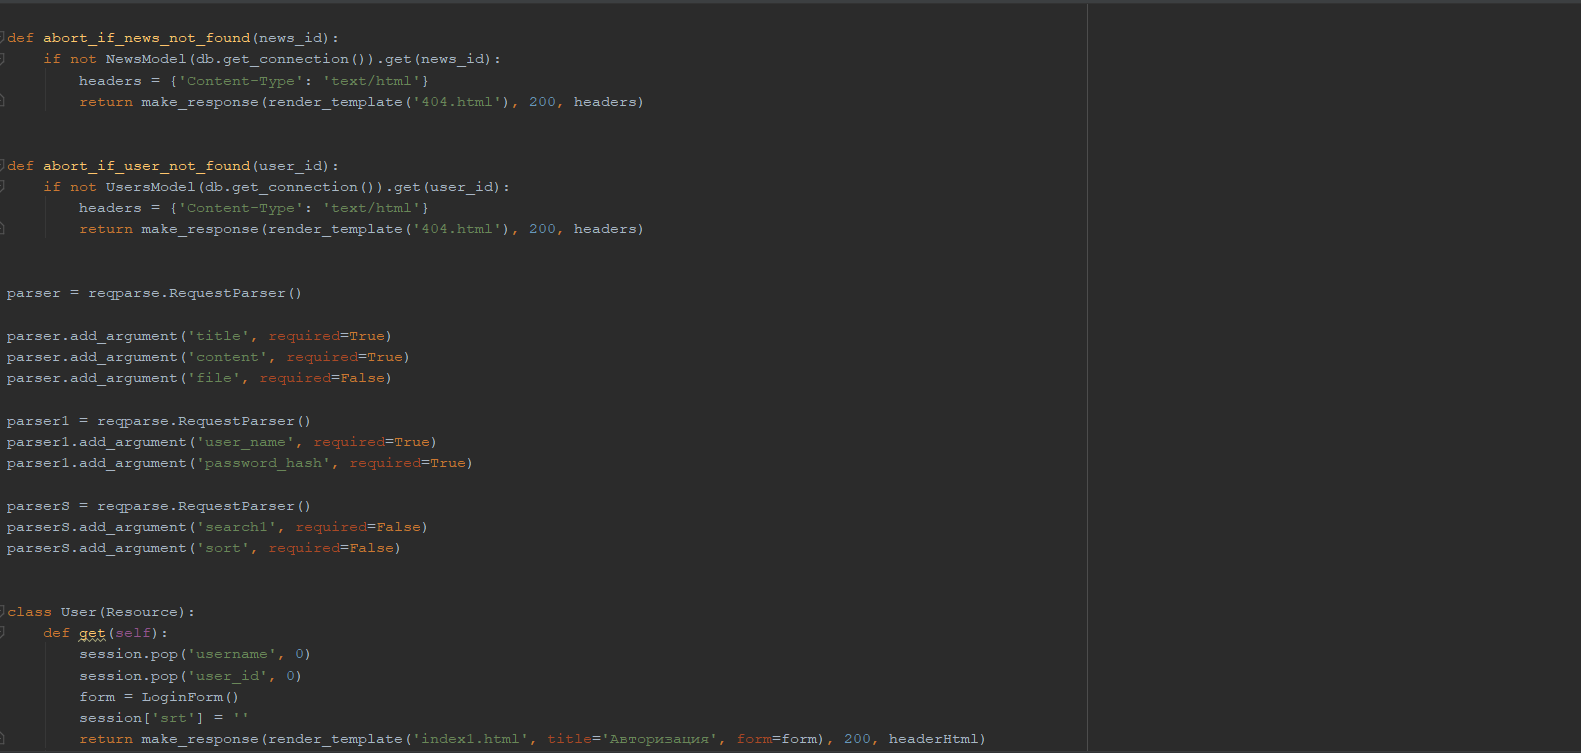 def abort_if_news_not_found(news_id):
    if not NewsModel(db.get_connection()).get(news_id):
        headers = {'Content-Type': 'text/html'}
        return make_response(render_template('404.html'), 200, headers)
def abort_if_user_not_found(user_id):
    if not UsersModel(db.get_connection()).get(user_id):
        headers = {'Content-Type': 'text/html'}
        return make_response(render_template('404.html'), 200, headers)
parser = reqparse.RequestParser()
parser.add_argument('title', required=True)
parser.add_argument('content', required=True)
parser.add_argument('file', required=False)
parser1 = reqparse.RequestParser()
parser1.add_argument('user_name', required=True)
parser1.add_argument('password_hash', required=True)
parserS = reqparse.RequestParser()
parserS.add_argument('search1', required=False)
parserS.add_argument('sort', required=False)
class User(Resource):
    def get(self):
        session.pop('username', 0)
        session.pop('user_id', 0)
        form = LoginForm()
        session['srt'] = ''
        return make_response(render_template('index1.html', title='Авторизация', form=form), 200, headerHtml)